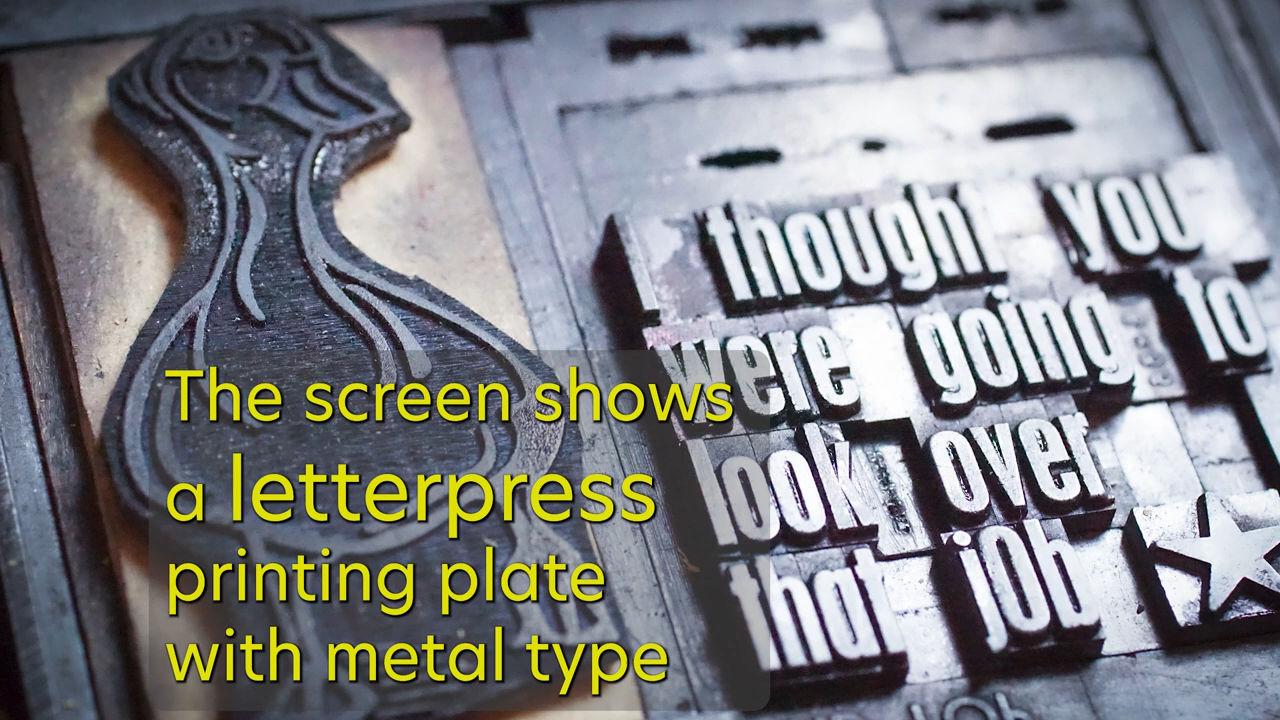 I thought you
were going to
look over
that job
The screen shows
a letterpress
printing plate
with metal type